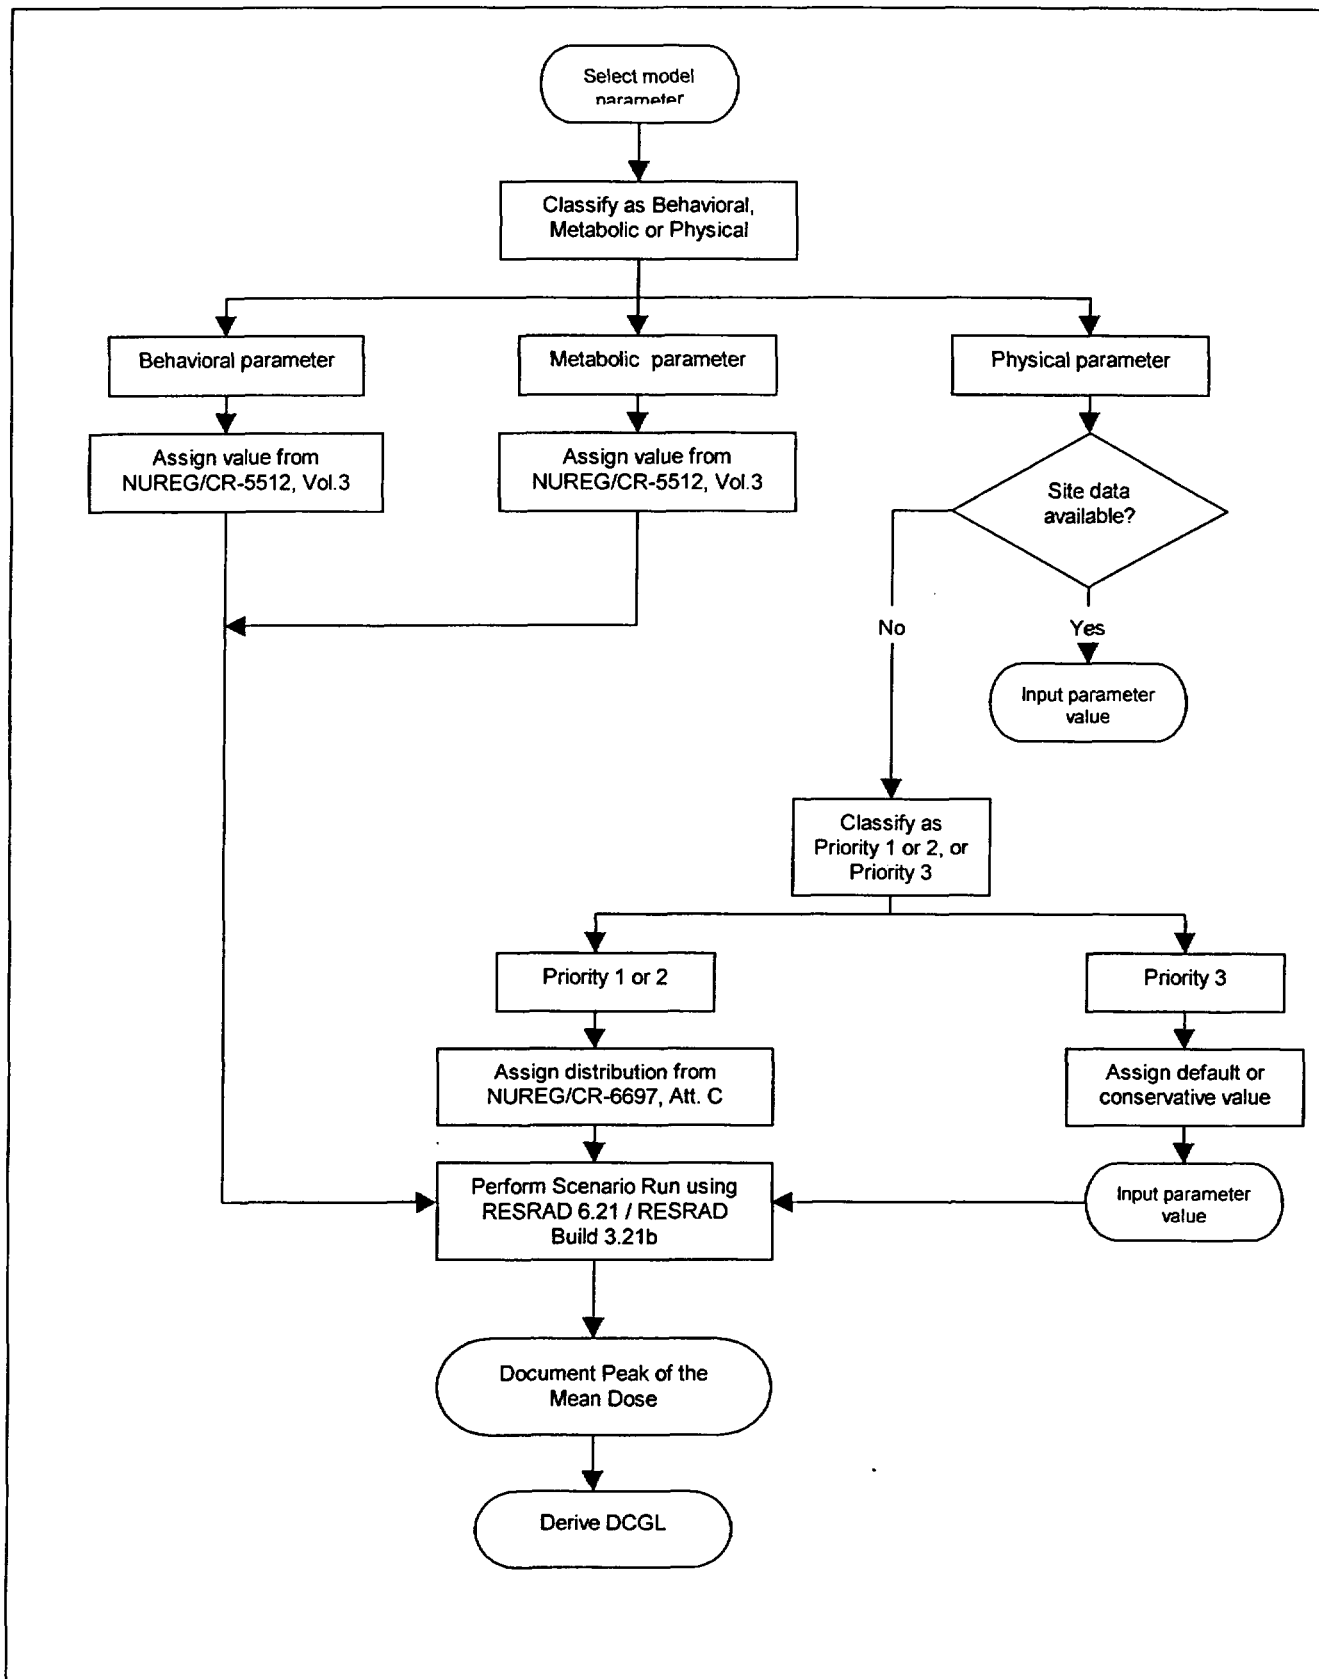 Select model
parameter
Classify as Behavioral,
Metabolic or Physical
Behavioral parameter
Metabolic parameter
Physical parameter
Assign value from
NUREG/CR-5512, Vol.3
Assign value from
NUREG/CR-5512, Vol.3
Site data
available?
No
Yes
Input parameter
value
Classify as
Priority 1 or 2, or
Priority 3
Priority 1 or 2
Priority 3
Assign distribution from
NUREG/CR-6697, Att. C
Assign default or
conservative value
Perform Scenario Run using
RESRAD 6.21 / RESRAD
Build 3.21b
Input parameter
value
Document Peak of the
Mean Dose
Derive DCGL